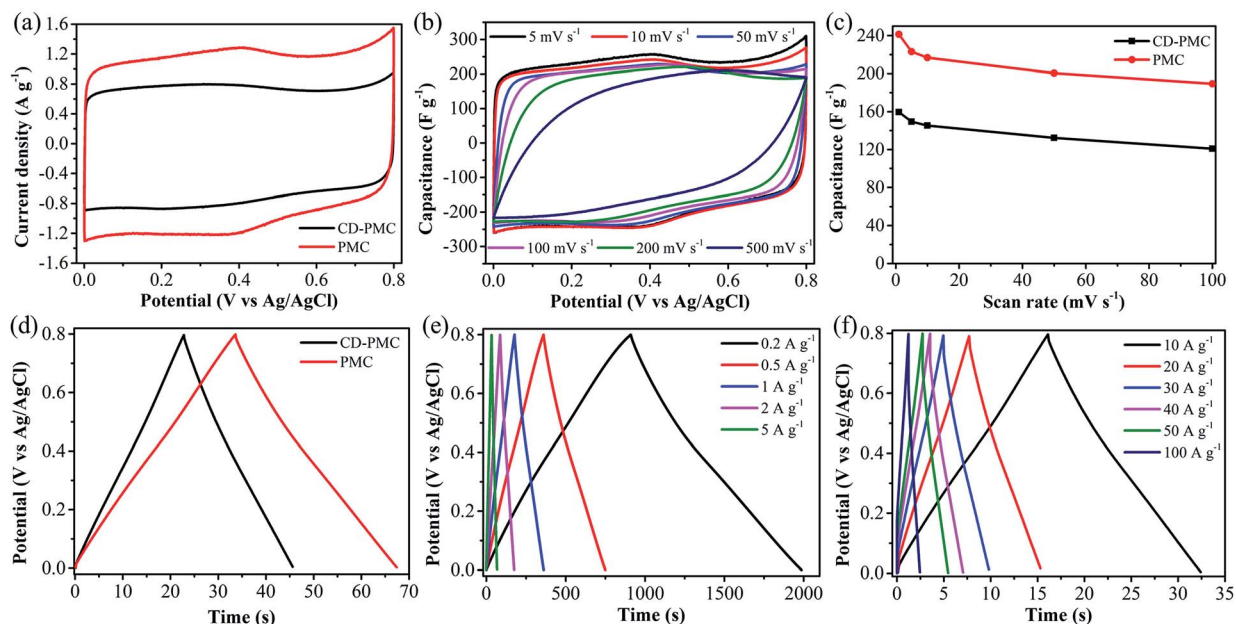 (a)
1.6
1.2
0.8
0.4
0.0
-0.4
-0.8
-1.2
-1.6
Current density (A g⁻¹)
CD-PMC
PMC
0.0 0.2 0.4 0.6 0.8
Potential (V vs Ag/AgCl)
(b)
300
200
100
0
-100
-200
-300
Capacitance (F g⁻¹)
5 mV s⁻¹ 10 mV s⁻¹ 50 mV s⁻¹
100 mV s⁻¹ 200 mV s⁻¹ 500 mV s⁻¹
0.0 0.2 0.4 0.6 0.8
Potential (V vs Ag/AgCl)
(c)
240
200
160
120
80
40
0
Capacitance (F g⁻¹)
CD-PMC
PMC
0 20 40 60 80 100
Scan rate (mV s⁻¹)
(d)
0.8
0.6
0.4
0.2
0.0
Potential (V vs Ag/AgCl)
CD-PMC
PMC
0 10 20 30 40 50 60 70
Time (s)
(e)
0.8
0.6
0.4
0.2
0.0
Potential (V vs Ag/AgCl)
0.2 A g⁻¹
0.5 A g⁻¹
1 A g⁻¹
2 A g⁻¹
5 A g⁻¹
0 500 1000 1500 2000
Time (s)
(f)
0.8
0.6
0.4
0.2
0.0
Potential (V vs Ag/AgCl)
10 A g⁻¹
20 A g⁻¹
30 A g⁻¹
40 A g⁻¹
50 A g⁻¹
100 A g⁻¹
0 5 10 15 20 25 30 35
Time (s)